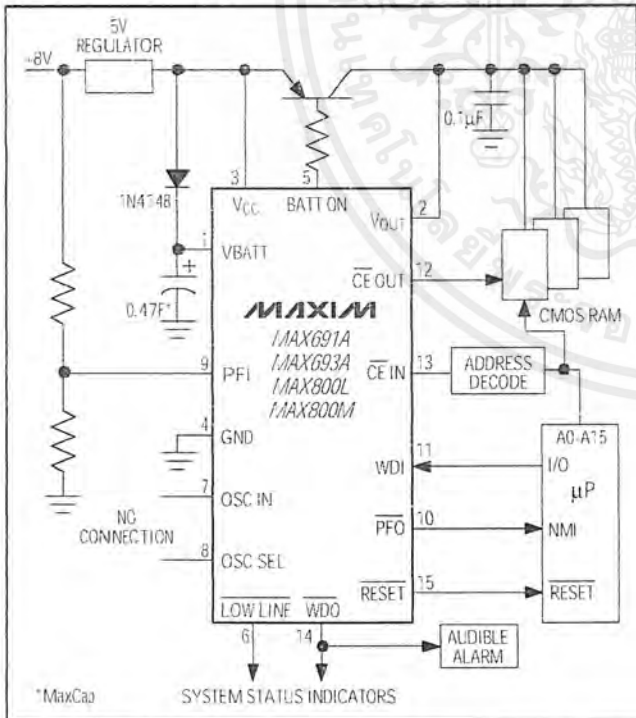 5V
REGULATOR
+8V
0.1µF
3
5
1N4148
VCC
BATT ON
VOUT
2
1
VBATT
CE OUT
12
+
0.47F*
MAXIM
CMOS RAM
MAX691A
MAX693A
MAX800L
MAX800M
9
PFI
CE IN
13
ADDRESS
DECODE
4
GND
A0-A15
11
WDI
I/O
7
OSC IN
µP
NO
CONNECTION
PFO
10
NMI
8
OSC SEL
RESET
15
RESET
LOW LINE
WDO
6
14
AUDIBLE
ALARM
*MaxCap
SYSTEM STATUS INDICATORS